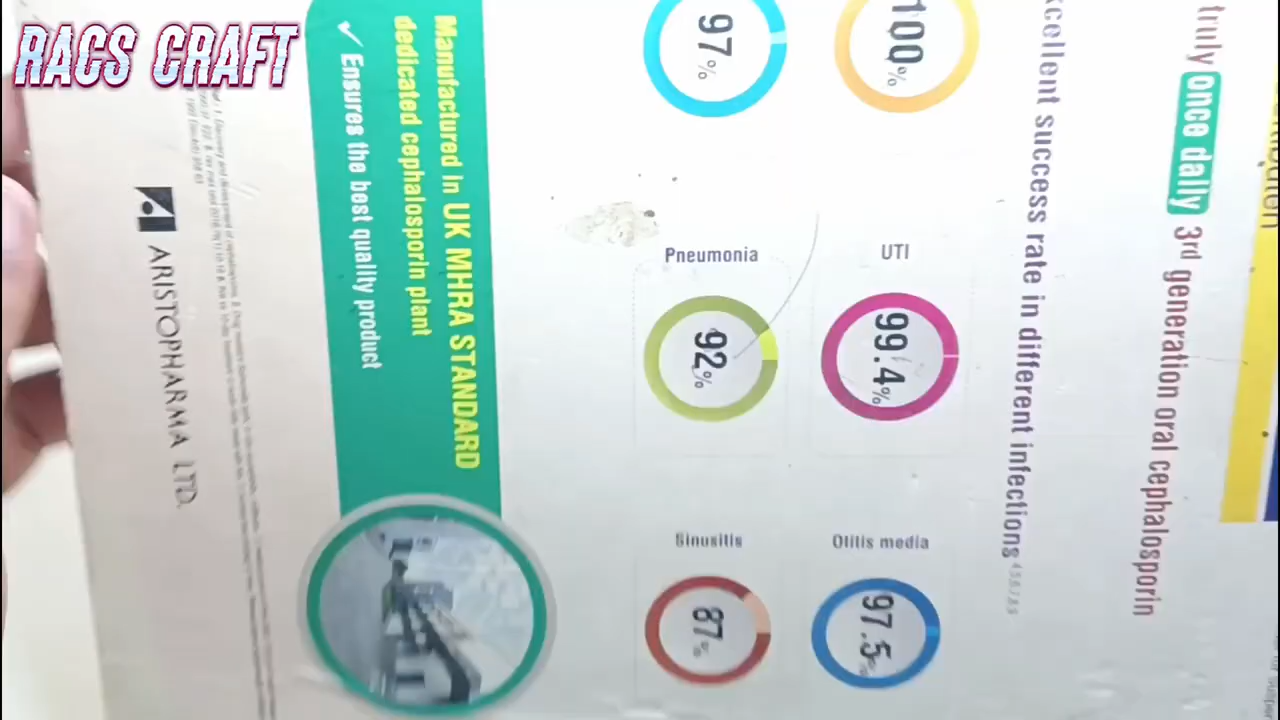 RACS CRAFT
truly once daily 3rd generation oral cephalosporin
xcellent success rate in different infections
100%
UTI
99.4%
Otitis media
97.5%
97%
Pneumonia
92%
Sinusitis
87%
Manufactured in UK MHRA STANDARD
dedicated cephalosporin plant
✓ Ensures the best quality product
ARISTOPHARMA LTD.